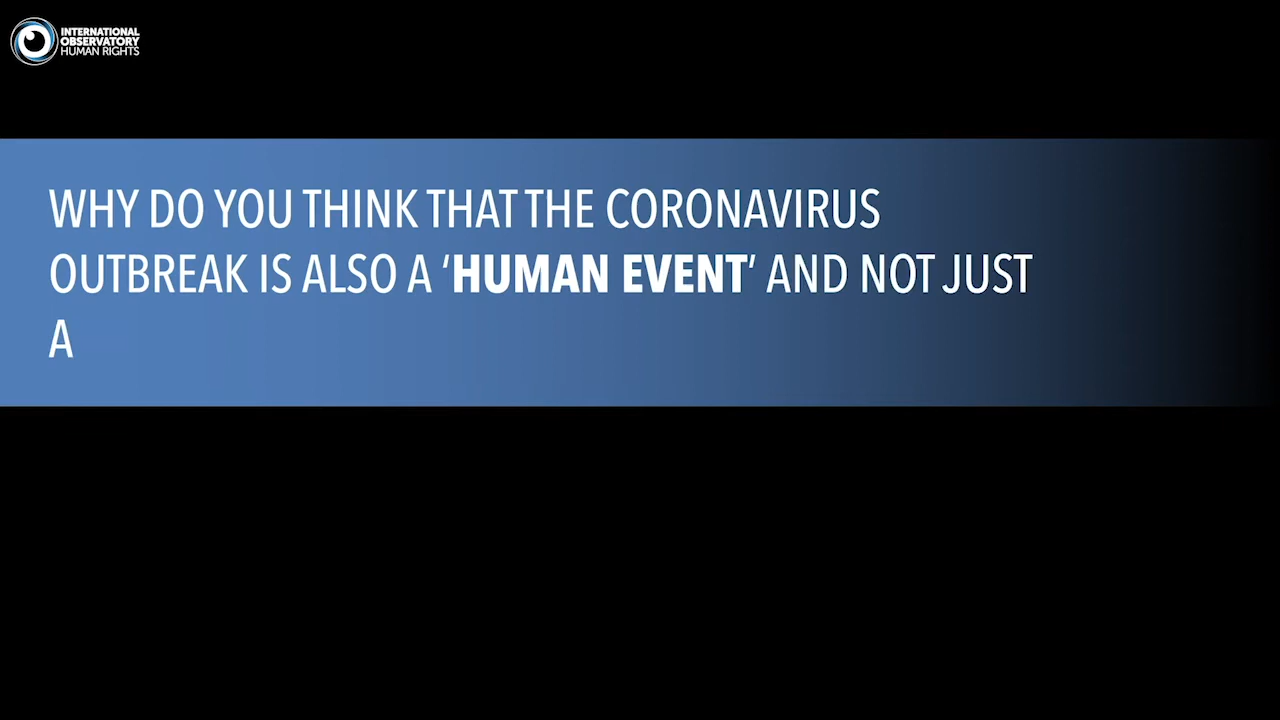 INTERNATIONAL
OBSERVATORY
HUMAN RIGHTS
WHY DO YOU THINK THAT THE CORONAVIRUS
OUTBREAK IS ALSO A ‘HUMAN EVENT’ AND NOT JUST
A